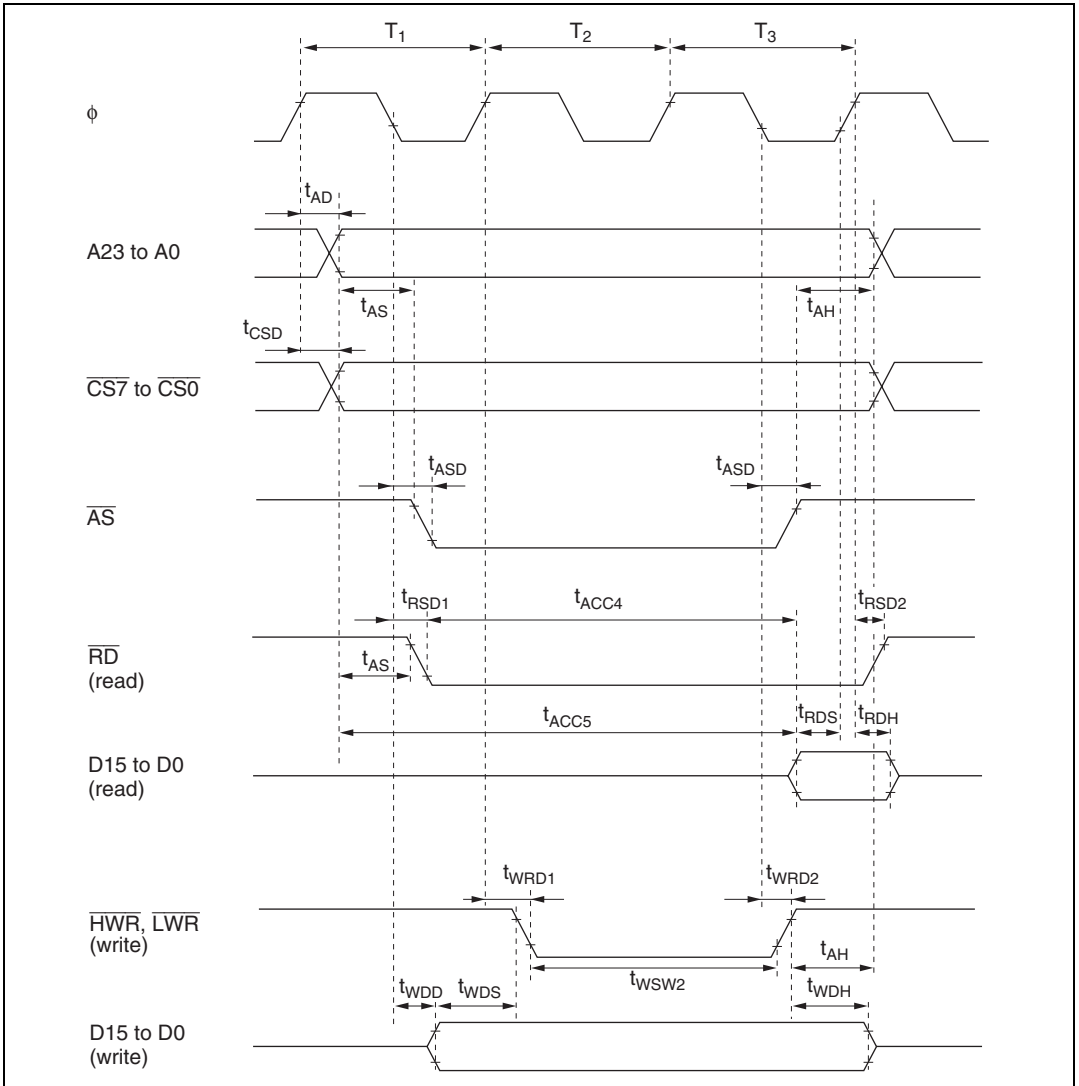 T1 T2 T3
ϕ
tAD
A23 to A0
tAS tAH
tCSD
CS7 to CS0
tASD tASD
AS
tRSD1 tACC4 tRSD2
RD
(read)
tAS
tACC5 tRDS tRDH
D15 to D0
(read)
tWRD1 tWRD2
HWR, LWR
(write)
tAH
tWSW2
tWDD tWDS tWDH
D15 to D0
(write)